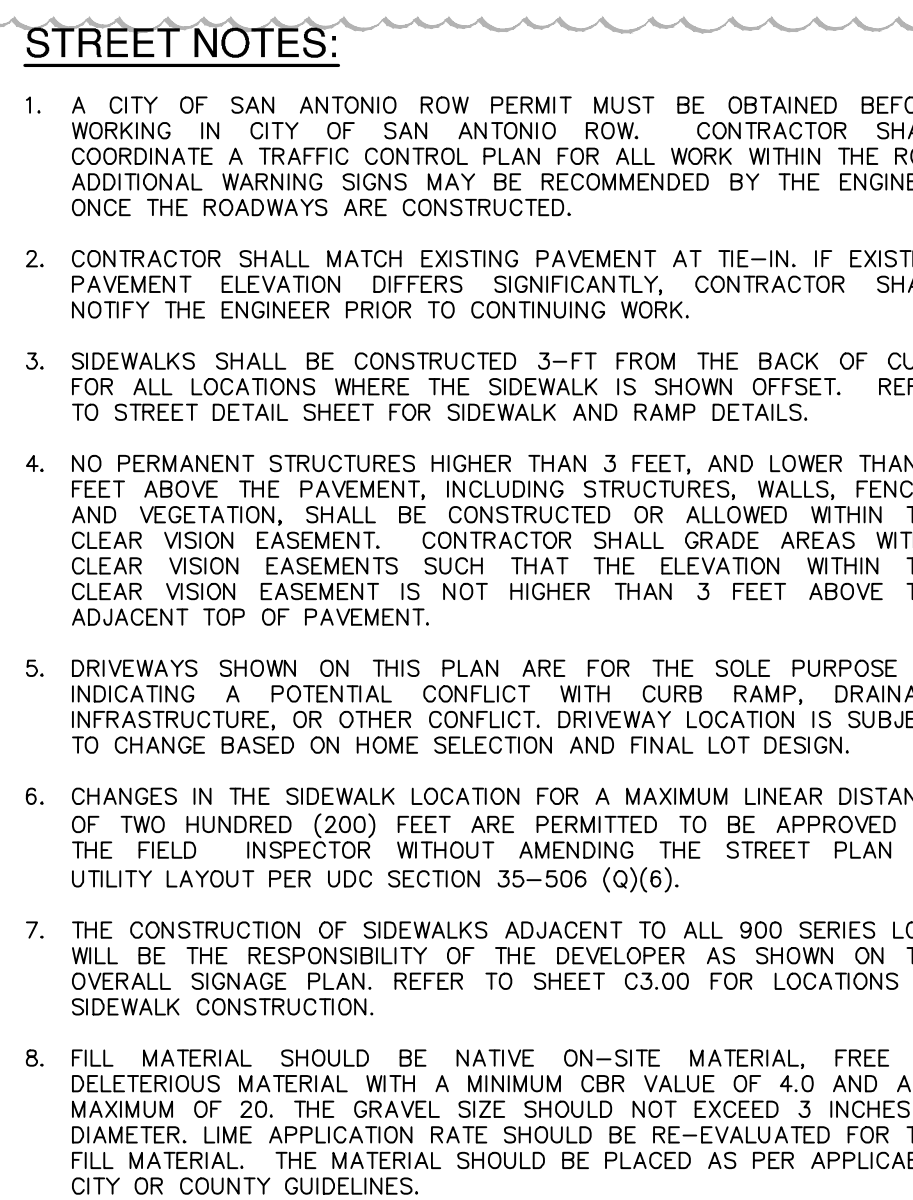 STREET NOTES:
1. A CITY OF SAN ANTONIO ROW PERMIT MUST BE OBTAINED
WORKING IN CITY OF SAN ANTONIO ROW. CONTRACTOR
COORDINATE A TRAFFIC CONTROL PLAN FOR ALL WORK WITHIN THE
ADDITIONAL WARNING SIGNS MAY BE RECOMMENDED BY THE
ONCE THE ROADWAYS ARE CONSTRUCTED.
2. CONTRACTOR SHALL MATCH EXISTING PAVEMENT AT TIE-IN. IF
PAVEMENT ELEVATION DIFFERS SIGNIFICANTLY, CONTRACTOR
NOTIFY THE ENGINEER PRIOR TO CONTINUING WORK.
3. SIDEWALKS SHALL BE CONSTRUCTED 3-FT FROM THE BACK OF
FOR ALL LOCATIONS WHERE THE SIDEWALK IS SHOWN OFFSET.
TO STREET DETAIL SHEET FOR SIDEWALK AND RAMP DETAILS.
4. NO PERMANENT STRUCTURES HIGHER THAN 3 FEET, AND LOWER THAN
FEET ABOVE THE PAVEMENT, INCLUDING STRUCTURES, WALLS,
AND VEGETATION, SHALL BE CONSTRUCTED OR ALLOWED WITHIN
CLEAR VISION EASEMENT. CONTRACTOR SHALL GRADE AREAS
CLEAR VISION EASEMENTS SUCH THAT THE ELEVATION WITHIN
CLEAR VISION EASEMENT IS NOT HIGHER THAN 3 FEET ABOVE
ADJACENT TOP OF PAVEMENT.
5. DRIVEWAYS SHOWN ON THIS PLAN ARE FOR THE SOLE PURPOSE
INDICATING A POTENTIAL CONFLICT WITH CURB RAMP,
INFRASTRUCTURE, OR OTHER CONFLICT. DRIVEWAY LOCATION IS
TO CHANGE BASED ON HOME SELECTION AND FINAL LOT DESIGN.
6. CHANGES IN THE SIDEWALK LOCATION FOR A MAXIMUM LINEAR
OF TWO HUNDRED (200) FEET ARE PERMITTED TO BE APPROVED
THE FIELD INSPECTOR WITHOUT AMENDING THE STREET PLAN
UTILITY LAYOUT PER UDC SECTION 35-506 (Q)(6).
7. THE CONSTRUCTION OF SIDEWALKS ADJACENT TO ALL 900 SERIES
WILL BE THE RESPONSIBILITY OF THE DEVELOPER AS SHOWN ON
OVERALL SIGNAGE PLAN. REFER TO SHEET C3.00 FOR LOCATIONS
SIDEWALK CONSTRUCTION.
8. FILL MATERIAL SHOULD BE NATIVE ON-SITE MATERIAL, FREE
DELETERIOUS MATERIAL WITH A MINIMUM CBR VALUE OF 4.0 AND
MAXIMUM OF 20. THE GRAVEL SIZE SHOULD NOT EXCEED 3 INCHES
DIAMETER. LIME APPLICATION RATE SHOULD BE RE-EVALUATED FOR
FILL MATERIAL. THE MATERIAL SHOULD BE PLACED AS PER
CITY OR COUNTY GUIDELINES.